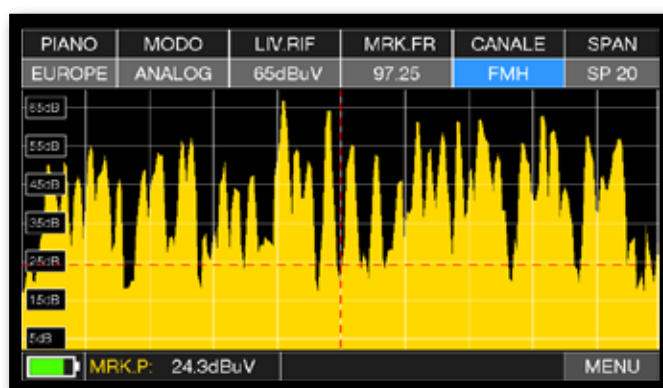 PIANO MODO LIV.RIF MRK.FR CANALE SPAN
EUROPE ANALOG 65dBuV 97.25 FMH SP 20
65dB
55dB
45dB
35dB
25dB
15dB
5dB
MRK.P: 24.3dBuV MENU